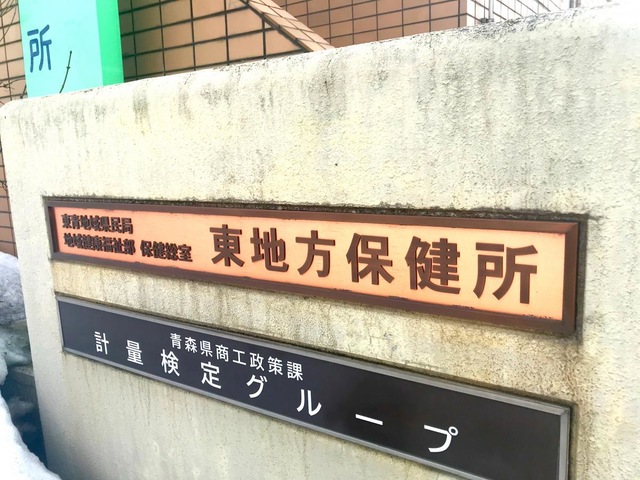 所
東青地域県民局
地域健康福祉部 保健総室
東地方保健所
青森県商工政策課
計量検定グループ